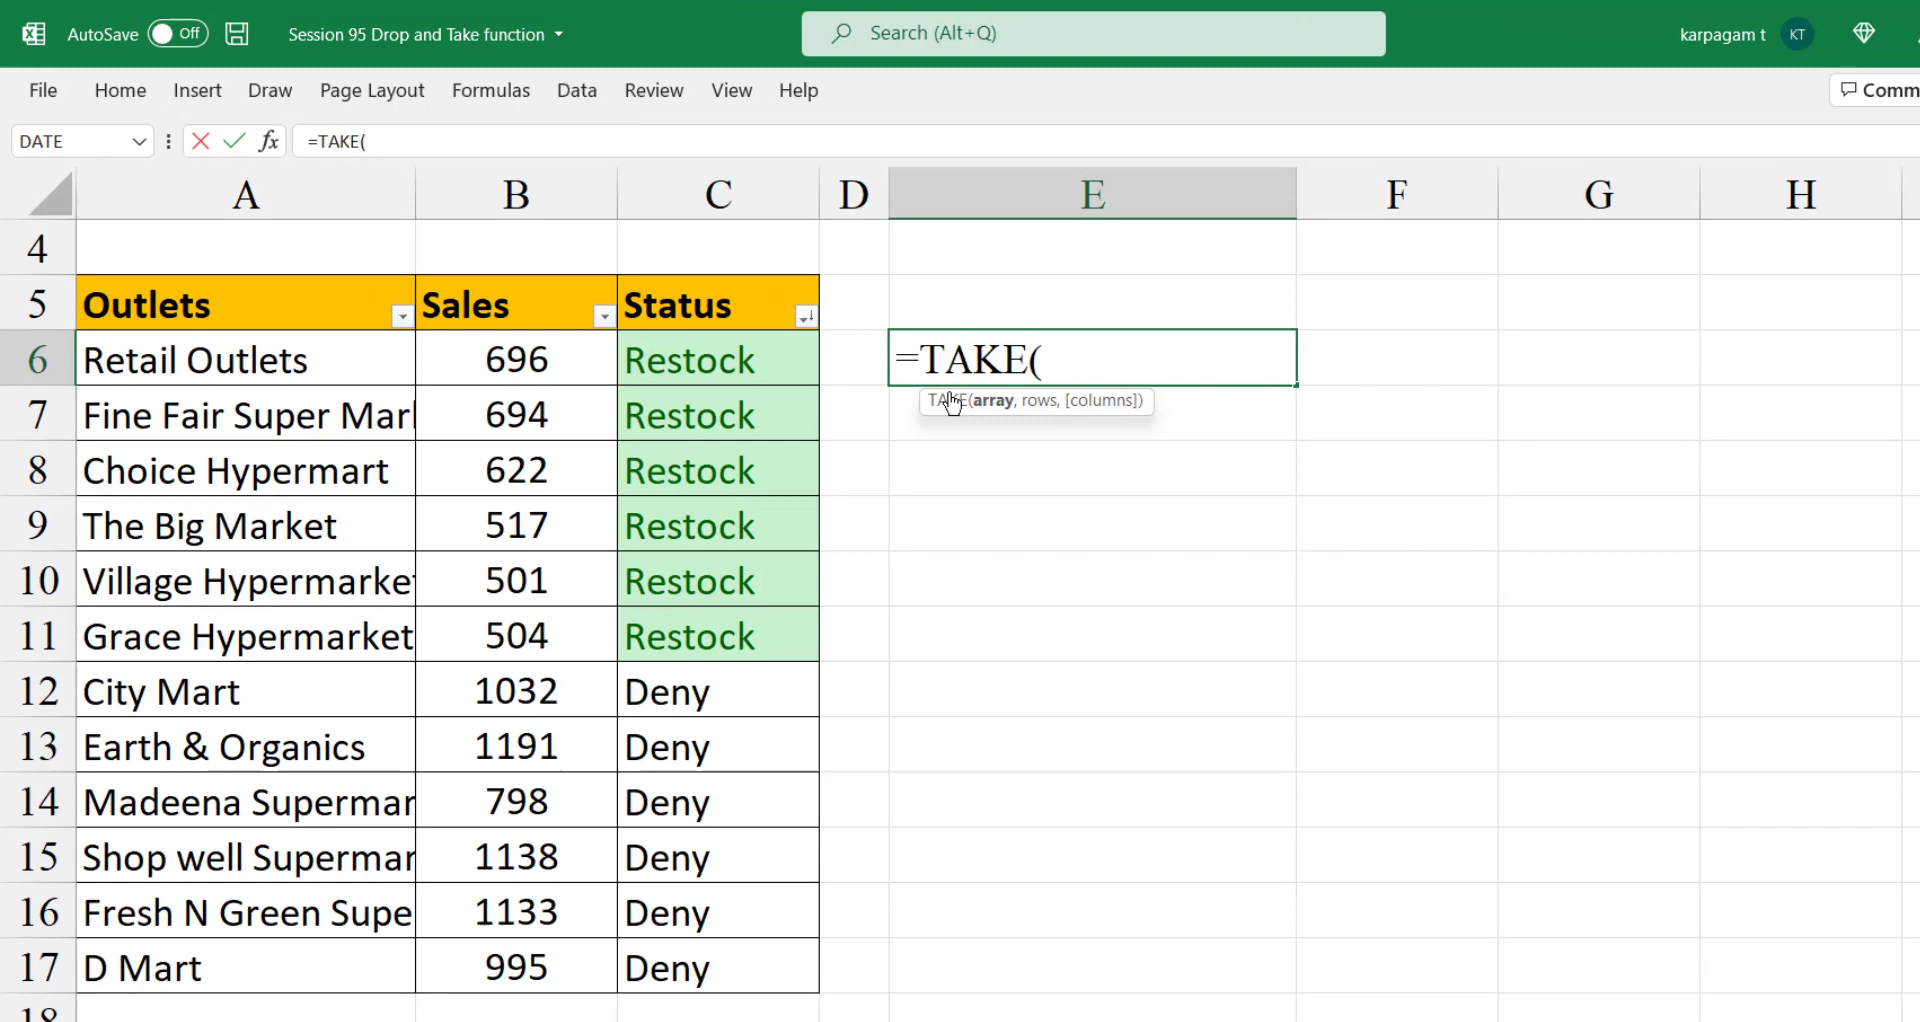 AutoSave Off Session 95 Drop and Take function Search (Alt+Q) karpagam t KT
File Home Insert Draw Page Layout Formulas Data Review View Help Comm
DATE fx =TAKE(
A B C D E F G H
4
5 Outlets Sales Status
6 Retail Outlets 696 Restock =TAKE(
TAKE(array, rows, [columns])
7 Fine Fair Super Mar 694 Restock
8 Choice Hypermart 622 Restock
9 The Big Market 517 Restock
10 Village Hypermarket 501 Restock
11 Grace Hypermarket 504 Restock
12 City Mart 1032 Deny
13 Earth & Organics 1191 Deny
14 Madeena Supermar 798 Deny
15 Shop well Supermar 1138 Deny
16 Fresh N Green Supe 1133 Deny
17 D Mart 995 Deny
18